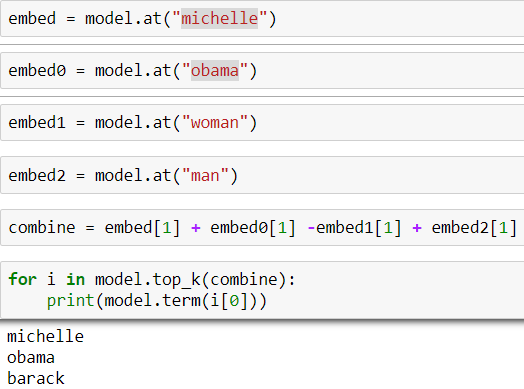 embed = model.at("michelle")
embed0 = model.at("obama")
embed1 = model.at("woman")
embed2 = model.at("man")
combine = embed[1] + embed0[1] -embed1[1] + embed2[1]
for i in model.top_k(combine):
    print(model.term(i[0]))
michelle
obama
barack